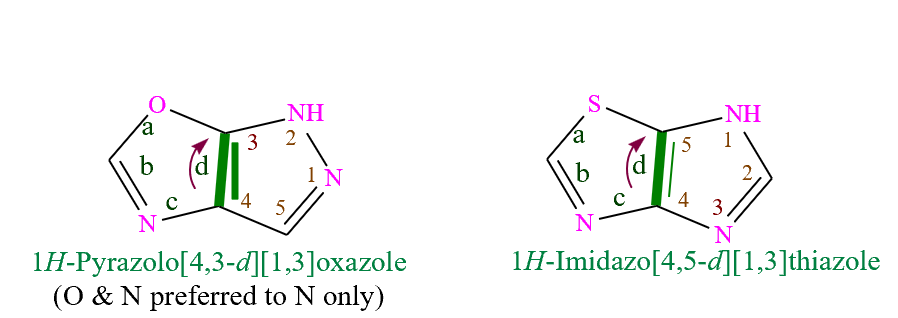 O
NH
a
3
2
b
d
1
N
c
4
5
N
1H-Pyrazolo[4,3-d][1,3]oxazole
(O & N preferred to N only)
S
NH
a
5
1
b
d
2
c
4
3
N
N
1H-Imidazo[4,5-d][1,3]thiazole